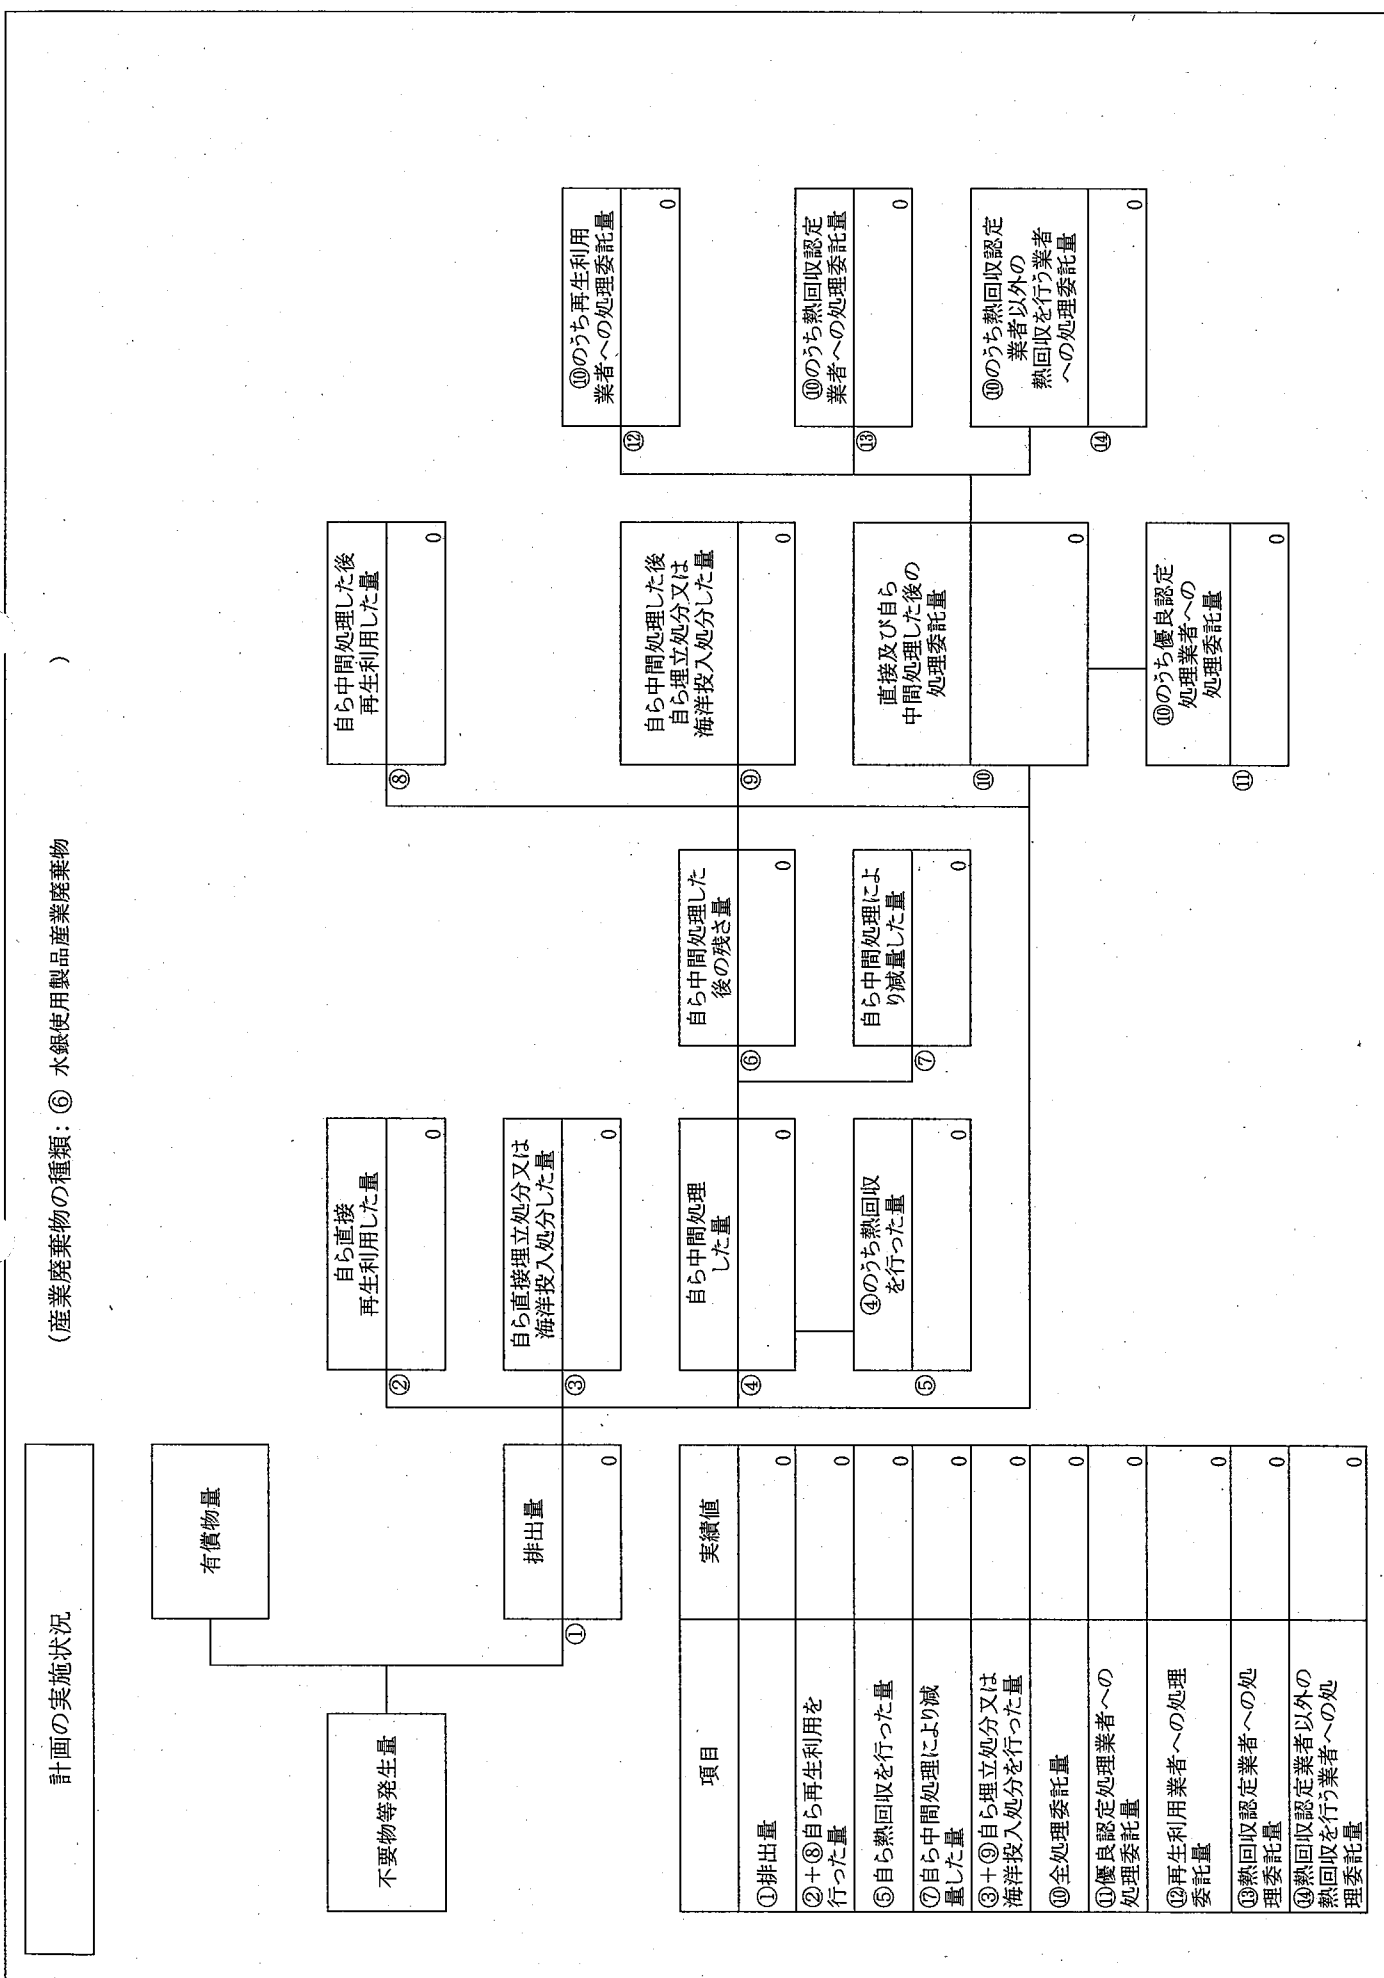 計画の実施状況
(産業廃棄物の種類：⑥ 水銀使用製品産業廃棄物 )
不要物等発生量
有償物量
排出量
①
0
自ら直接
再生利用した量
②
0
自ら直接埋立処分又は
海洋投入処分した量
③
0
自ら中間処理
した量
④
0
④のうち熱回収
を行った量
⑤
0
自ら中間処理した
後の残さ量
⑥
0
自ら中間処理によ
り減量した量
⑦
0
自ら中間処理した後
再生利用した量
⑧
0
自ら中間処理した後
自ら埋立処分又は
海洋投入処分した量
⑨
0
直接及び自ら
中間処理した後の
処理委託量
⑩
0
⑩のうち優良認定
処理業者への
処理委託量
⑪
0
⑩のうち再生利用
業者への処理委託量
⑫
0
⑩のうち熱回収認定
業者への処理委託量
⑬
0
⑩のうち熱回収認定
業者以外の
熱回収を行う業者
への処理委託量
⑭
0
項目 実績値
①排出量 0
②＋⑧自ら再生利用を
行った量 0
⑤自ら熱回収を行った量 0
⑦自ら中間処理により減
量した量 0
③＋⑨自ら埋立処分又は
海洋投入処分を行った量 0
⑩全処理委託量 0
⑪優良認定処理業者への
処理委託量 0
⑫再生利用業者への処理
委託量 0
⑬熱回収認定業者への処
理委託量 0
⑭熱回収認定業者以外の
熱回収を行う業者への処
理委託量 0